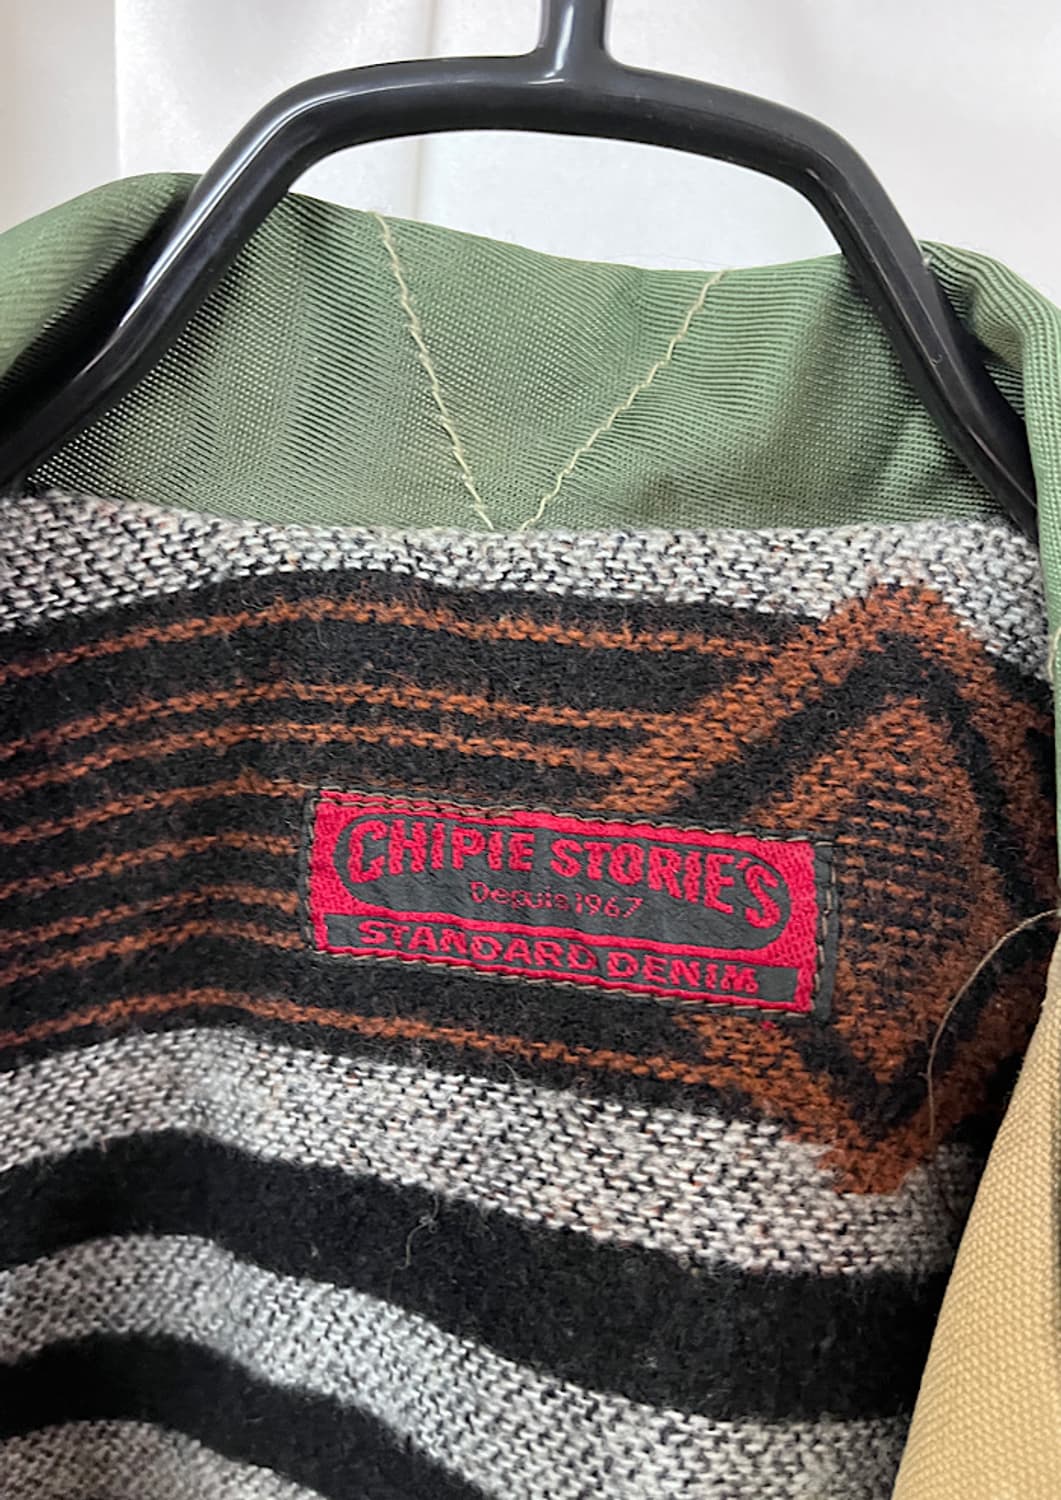 CHIPIE STORIE'S
Depuis 1967
STANDARD DENIM